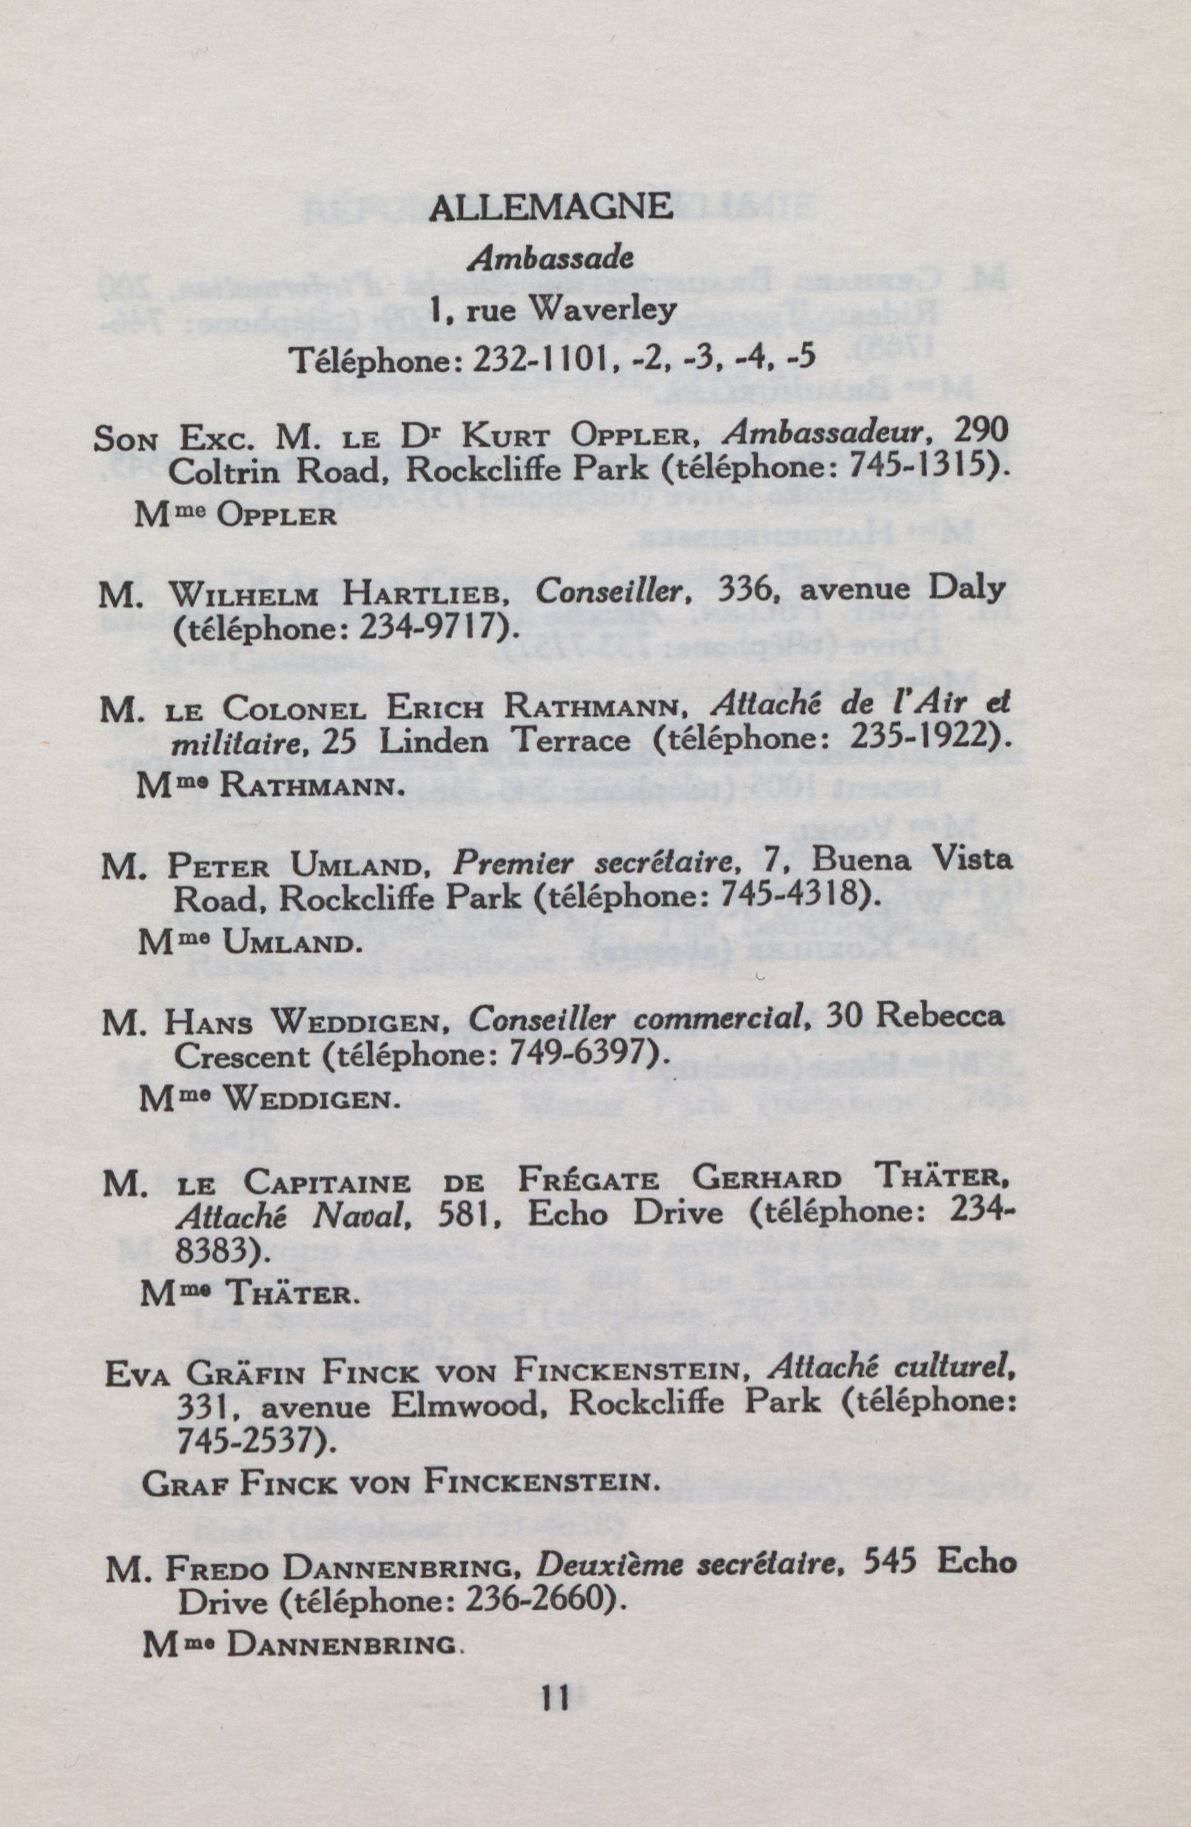 ALLEMAGNE
Ambassade
1, rue Waverley
Téléphone: 232-1101, -2, -3, -4, -5
SON EXC. M. LE Dr KURT OPPLER, Ambassadeur, 290
Coltrin Road, Rockcliffe Park (téléphone: 745-1315).
Mme OPPLER
M. WILHELM HARTLIEB, Conseiller, 336, avenue Daly
(téléphone: 234-9717).
M. LE COLONEL ERICH RATHMANN, Attaché de l'Air et
militaire, 25 Linden Terrace (téléphone: 235-1922).
Mme RATHMANN.
M. PETER UMLAND, Premier secrétaire, 7, Buena Vista
Road, Rockcliffe Park (téléphone: 745-4318).
Mme UMLAND.
M. HANS WEDDIGEN, Conseiller commercial, 30 Rebecca
Crescent (téléphone: 749-6397).
Mme WEDDIGEN.
M. LE CAPITAINE DE FRÉGATE GERHARD THÄTER,
Attaché Naval, 581, Echo Drive (téléphone: 234-
8383).
Mme THÄTER.
EVA GRÄFIN FINCK VON FINCKENSTEIN, Attaché culturel,
331, avenue Elmwood, Rockcliffe Park (téléphone:
745-2537).
GRAF FINCK VON FINCKENSTEIN.
M. FREDO DANNENBRING, Deuxième secrétaire, 545 Echo
Drive (téléphone: 236-2660).
Mme DANNENBRING.
11